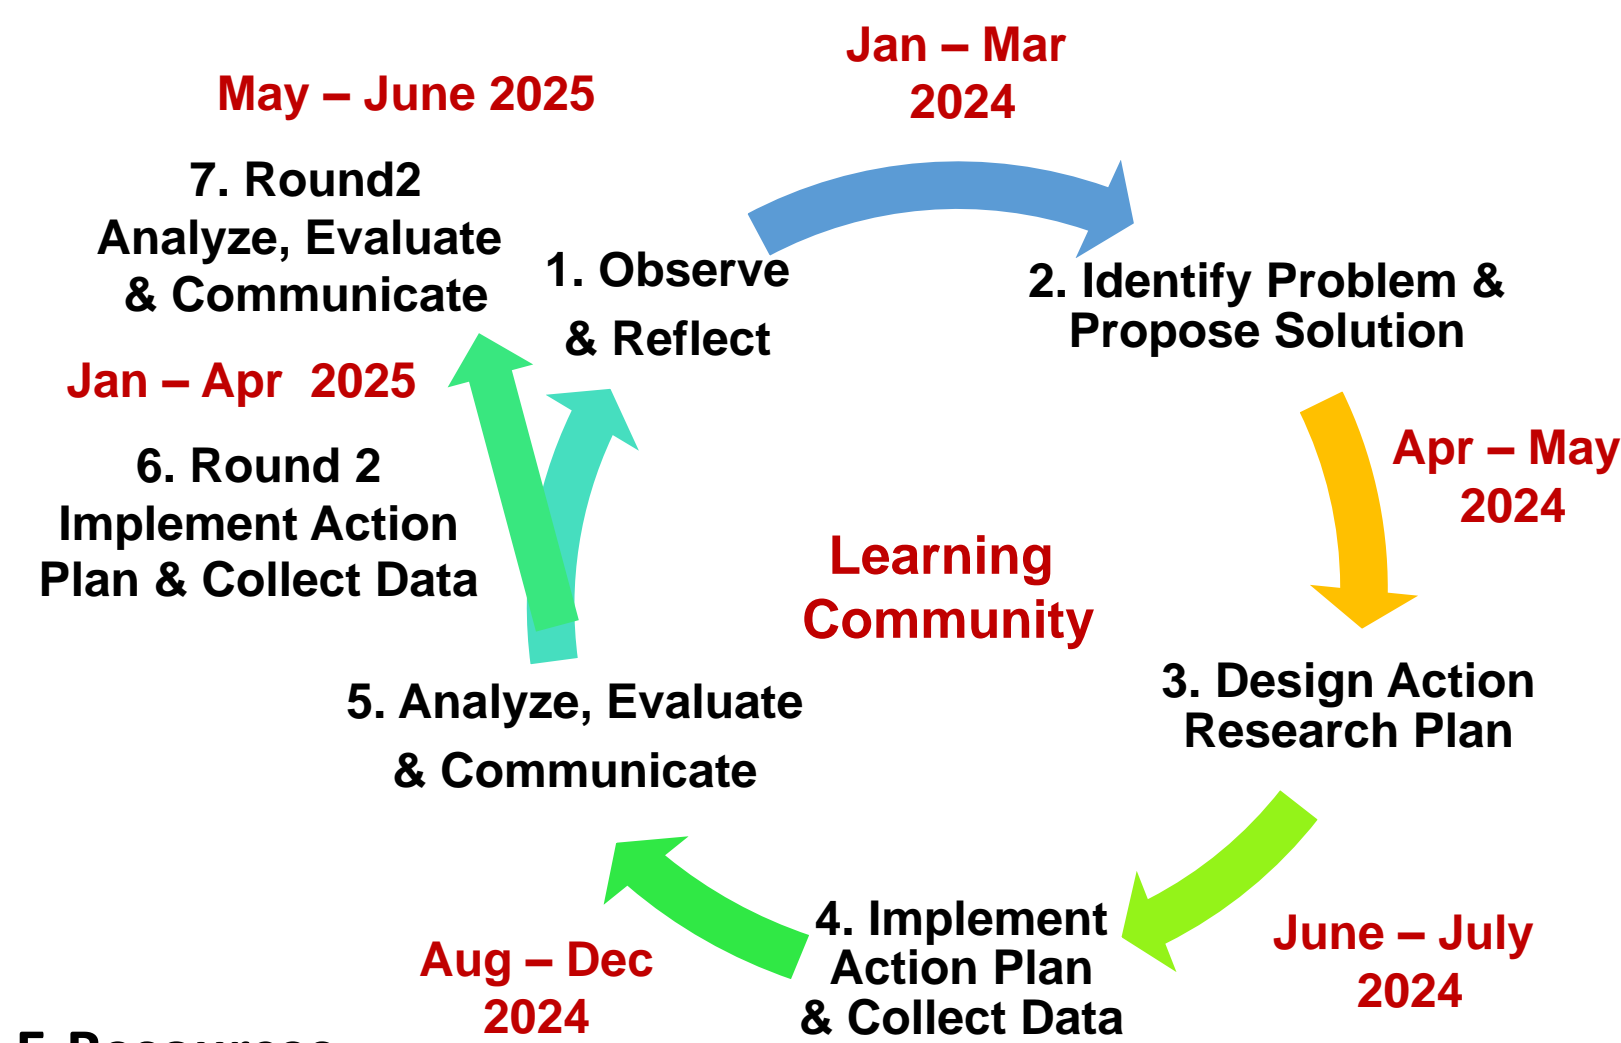 Jan – Mar
2024
May – June 2025
7. Round2
Analyze, Evaluate
& Communicate
1. Observe
& Reflect
2. Identify Problem &
Propose Solution
Jan – Apr  2025
6. Round 2
Implement Action
Plan & Collect Data
Apr – May
2024
Learning
Community
3. Design Action
Research Plan
5. Analyze, Evaluate
& Communicate
4. Implement
Action Plan
& Collect Data
June – July
2024
Aug – Dec
2024